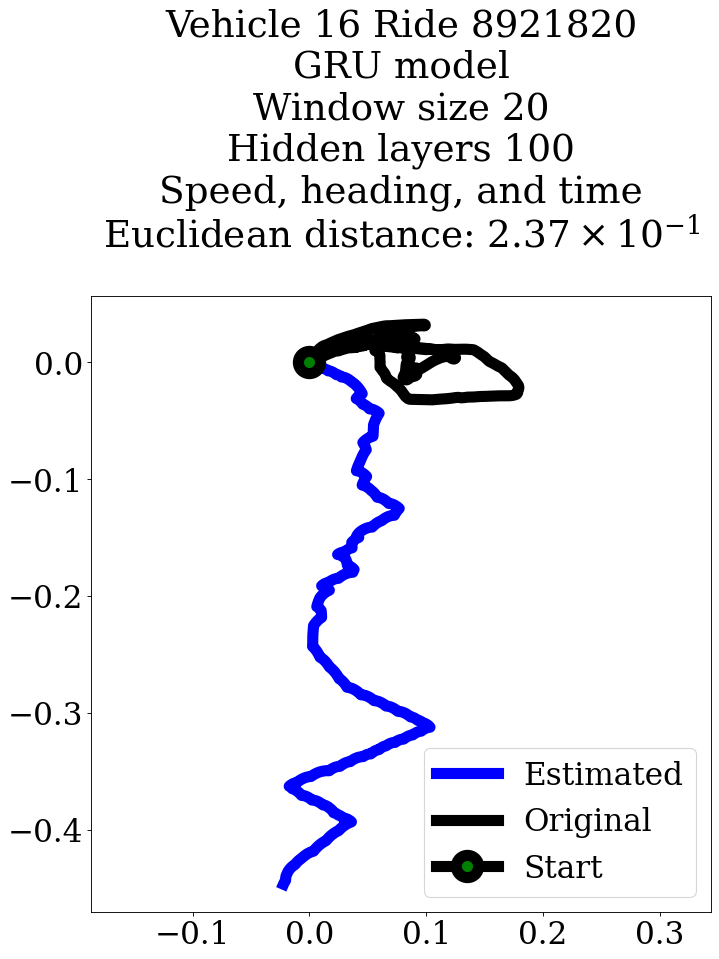 Vehicle 16 Ride 8921820
GRU model
Window size 20
Hidden layers 100
Speed, heading, and time
Euclidean distance: 2.37 × 10⁻¹
0.0
−0.1
−0.2
−0.3
−0.4
Estimated
Original
Start
−0.1 0.0 0.1 0.2 0.3